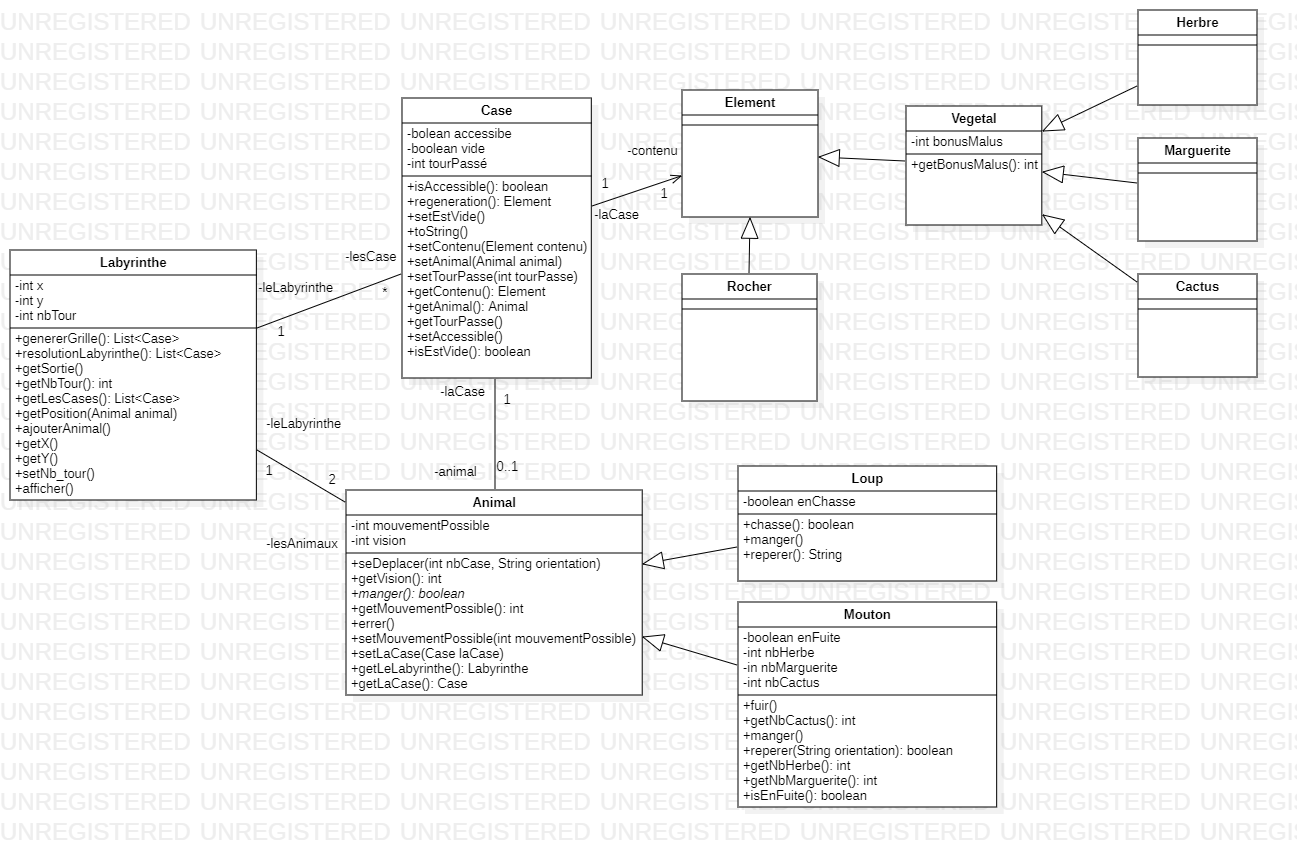 Labyrinthe
-int x
-int y
-int nbTour
+genererGrille(): List<Case>
+resolutionLabyrinthe(): List<Case>
+getSortie()
+getNbTour(): int
+getLesCases(): List<Case>
+getPosition(Animal animal)
+ajouterAnimal()
+getX()
+getY()
+setNb_tour()
+afficher()
-leLabyrinthe
1
-lesCase
*
-leLabyrinthe
1
2
-lesAnimaux
Case
-bolean accessibe
-boolean vide
-int tourPassé
+isAccessible(): boolean
+regeneration(): Element
+setEstVide()
+toString()
+setContenu(Element contenu)
+setAnimal(Animal animal)
+setTourPasse(int tourPasse)
+getContenu(): Element
+getAnimal(): Animal
+getTourPasse()
+setAccessible()
+isEstVide(): boolean
-laCase
1
-animal
0..1
Animal
-int mouvementPossible
-int vision
+seDeplacer(int nbCase, String orientation)
+getVision(): int
+manger(): boolean
+getMouvementPossible(): int
+errer()
+setMouvementPossible(int mouvementPossible)
+setLaCase(Case laCase)
+getLeLabyrinthe(): Labyrinthe
+getLaCase(): Case
-contenu
1
1
-laCase
Element
Rocher
Vegetal
-int bonusMalus
+getBonusMalus(): int
Herbre
Marguerite
Cactus
Loup
-boolean enChasse
+chasse(): boolean
+manger()
+reperer(): String
Mouton
-boolean enFuite
-int nbHerbe
-in nbMarguerite
-int nbCactus
+fuir()
+getNbCactus(): int
+manger()
+reperer(String orientation): boolean
+getNbHerbe(): int
+getNbMarguerite(): int
+isEnFuite(): boolean
UNREGISTERED